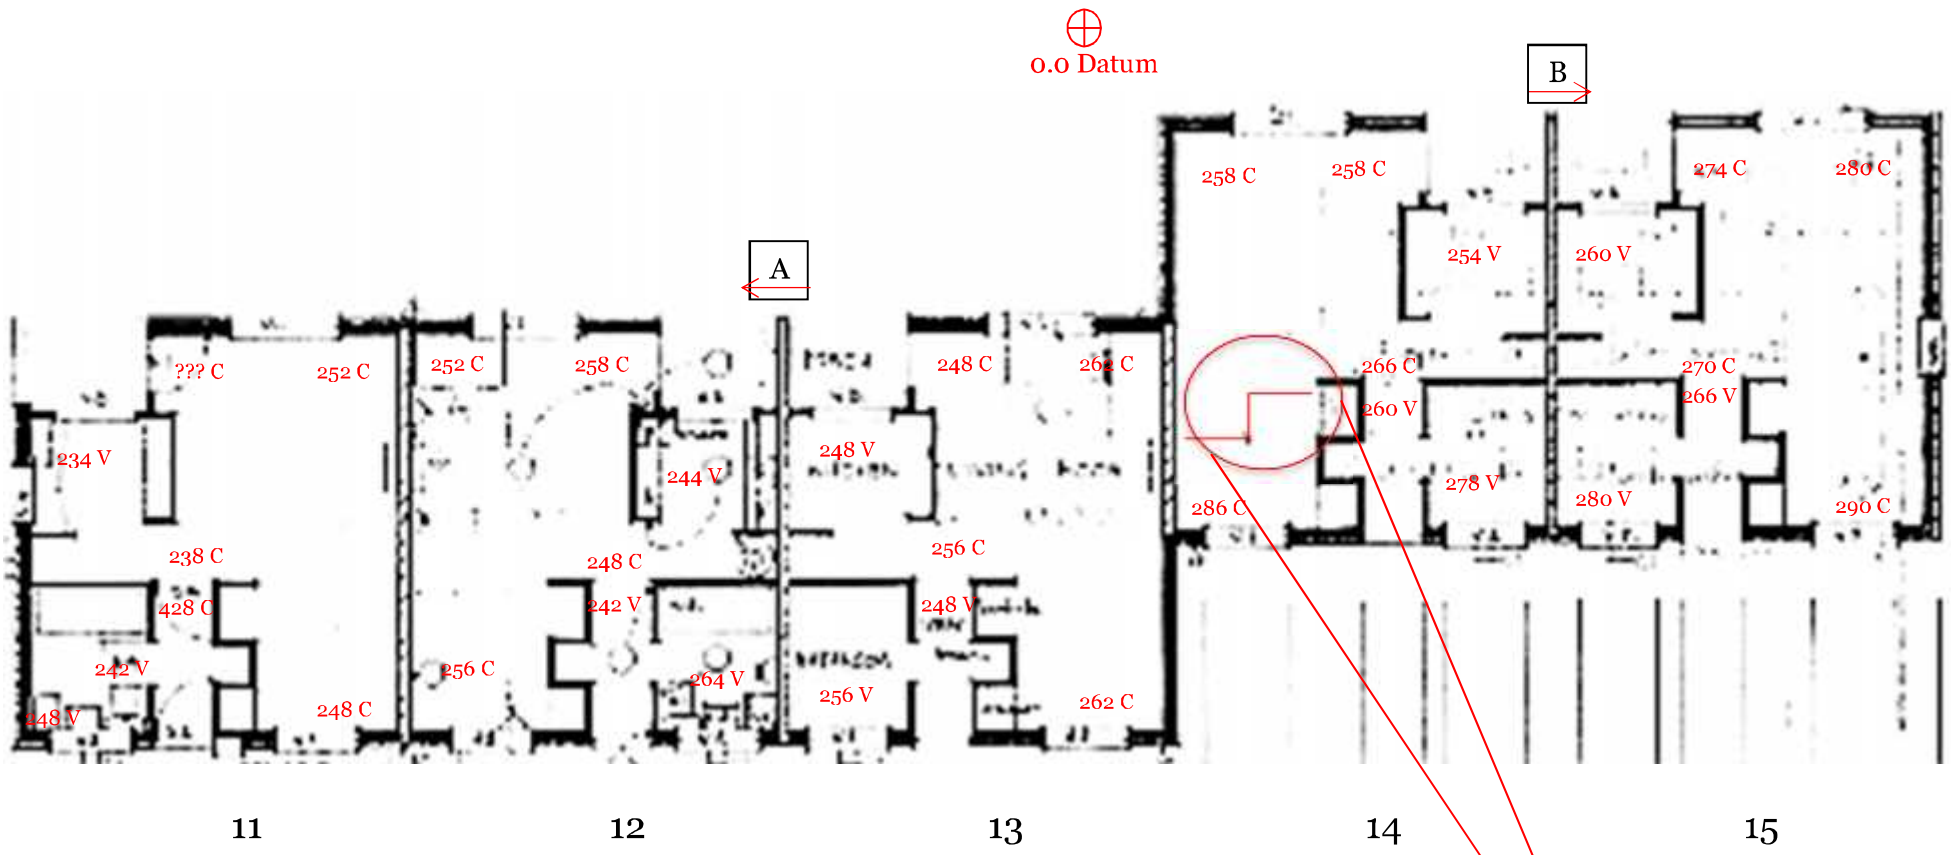 0.0 Datum
B
A
258 C
258 C
274 C
280 C
254 V
260 V
??? C
252 C
252 C
258 C
248 C
262 C
266 C
270 C
260 V
266 V
234 V
244 V
248 V
278 V
280 V
286 C
290 C
238 C
248 C
256 C
428 C
242 V
248 V
242 V
256 C
264 V
256 V
248 V
248 C
262 C
KITCHEN
11
12
13
14
15